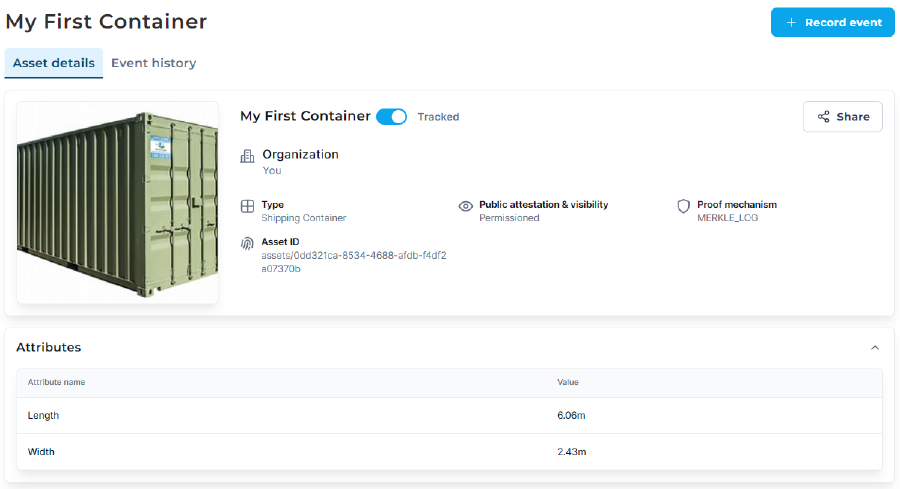 My First Container
Record event
Asset details
Event history
My First Container
Tracked
Share
Organization
You
Type
Shipping Container
Public attestation & visibility
Permissioned
Proof mechanism
MERKLE_LOG
Asset ID
assets/0dd321ca-8534-4688-afdb-f4df2
a07370b
Attributes
Attribute name
Value
Length
6.06m
Width
2.43m